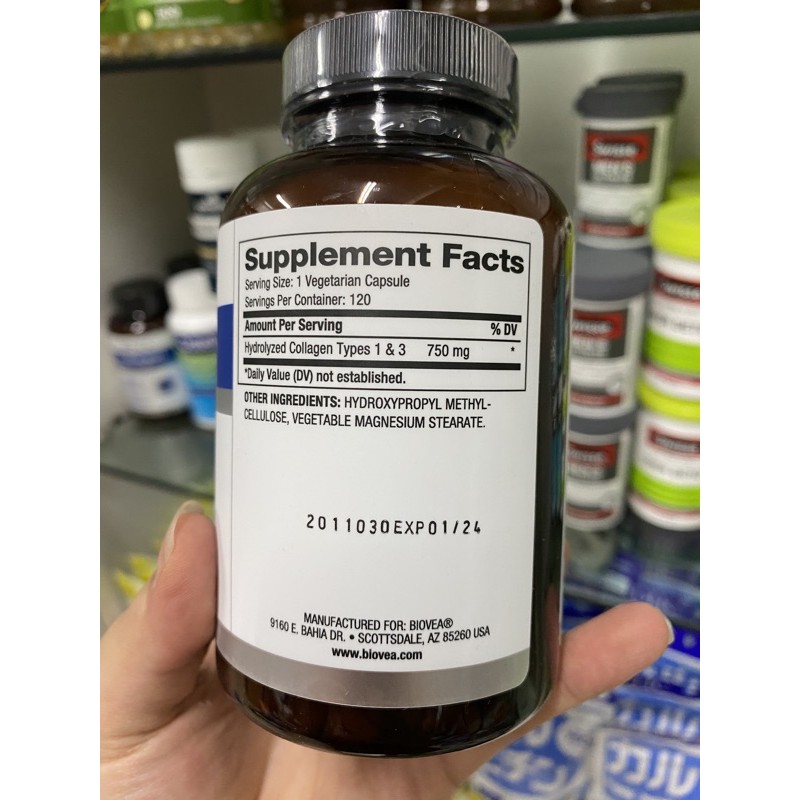 Supplement Facts
Serving Size: 1 Vegetarian Capsule
Servings Per Container: 120
Amount Per Serving % DV
Hydrolyzed Collagen Types 1 & 3 750 mg *
*Daily Value (DV) not established.
OTHER INGREDIENTS: HYDROXYPROPYL METHYL-
CELLULOSE, VEGETABLE MAGNESIUM STEARATE.
2011030EXP01/24
MANUFACTURED FOR: BIOVEA®
9160 E. BAHIA DR. • SCOTTSDALE, AZ 85260 USA
www.biovea.com